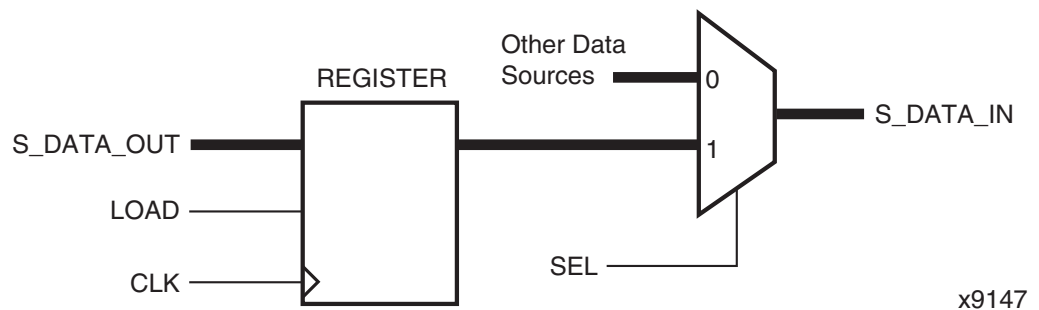 Other Data
Sources
REGISTER
0
S_DATA_IN
S_DATA_OUT
1
LOAD
SEL
CLK
x9147